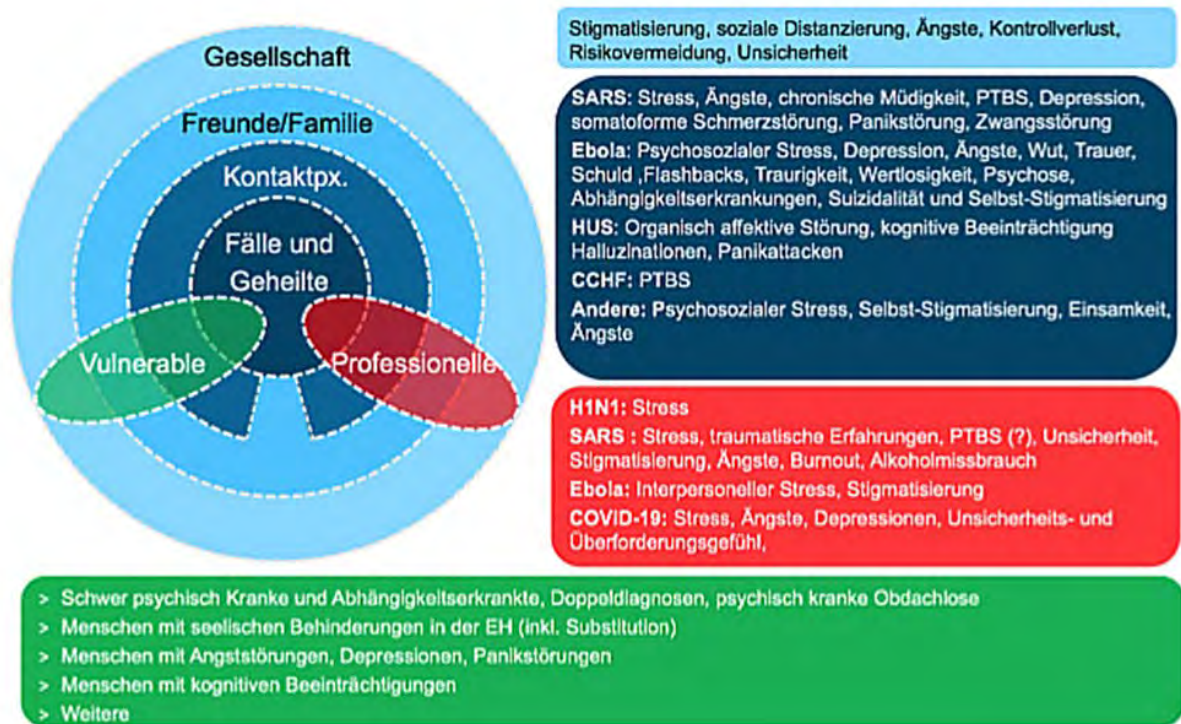 Gesellschaft
Freunde/Familie
Kontaktpx.
Fälle und
Geheilte
Vulnerable
Professionelle
Stigmatisierung, soziale Distanzierung, Ängste, Kontrollverlust,
Risikovermeidung, Unsicherheit
SARS: Stress, Ängste, chronische Müdigkeit, PTBS, Depression,
somatoforme Schmerzstörung, Panikstörung, Zwangsstörung
Ebola: Psychosozialer Stress, Depression, Ängste, Wut, Trauer,
Schuld ,Flashbacks, Traurigkeit, Wertlosigkeit, Psychose,
Abhängigkeitserkrankungen, Suizidalität und Selbst-Stigmatisierung
HUS: Organisch affektive Störung, kognitive Beeinträchtigung
Halluzinationen, Panikattacken
CCHF: PTBS
Andere: Psychosozialer Stress, Selbst-Stigmatisierung, Einsamkeit,
Ängste
H1N1: Stress
SARS : Stress, traumatische Erfahrungen, PTBS (?), Unsicherheit,
Stigmatisierung, Ängste, Burnout, Alkoholmissbrauch
Ebola: Interpersoneller Stress, Stigmatisierung
COVID-19: Stress, Ängste, Depressionen, Unsicherheits- und
Überforderungsgefühl,
> Schwer psychisch Kranke und Abhängigkeitserkrankte, Doppeldiagnosen, psychisch kranke Obdachlose
> Menschen mit seelischen Behinderungen in der EH (inkl. Substitution)
> Menschen mit Angststörungen, Depressionen, Panikstörungen
> Menschen mit kognitiven Beeinträchtigungen
> Weitere